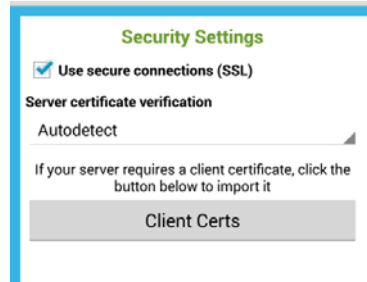 Security Settings
Use secure connections (SSL)
Server certificate verification
Autodetect
If your server requires a client certificate, click the
button below to import it
Client Certs